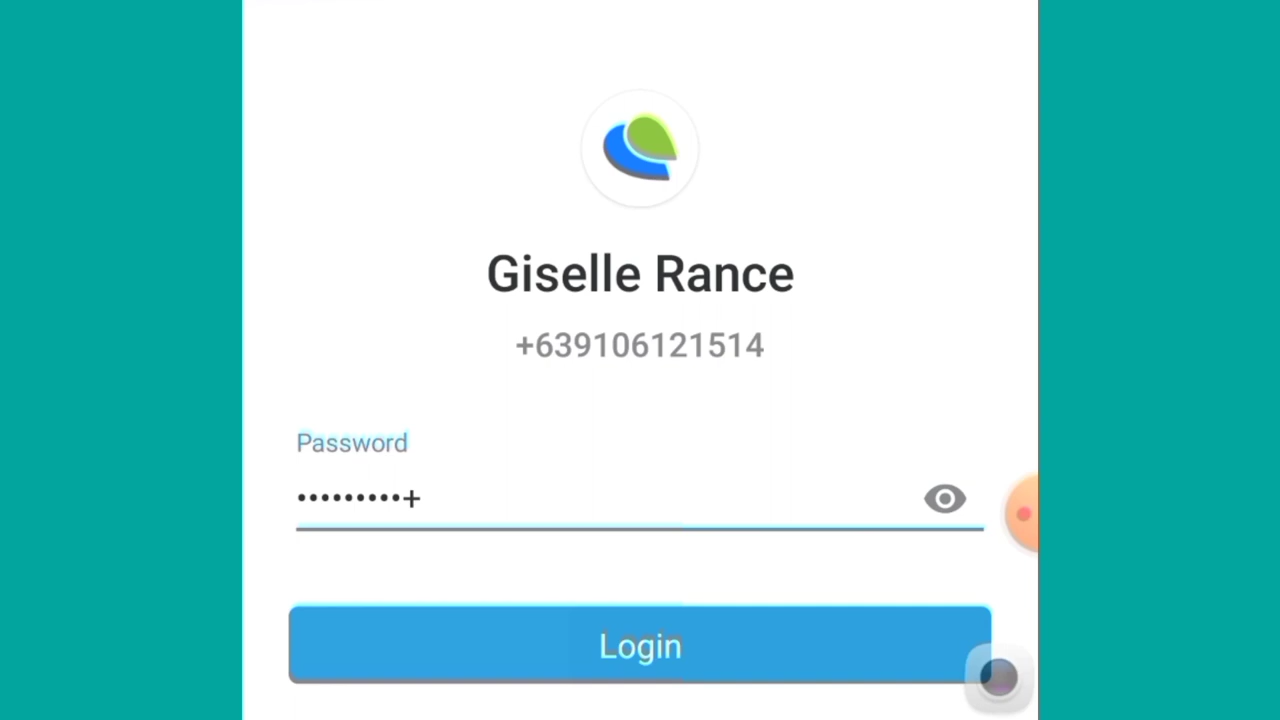 Giselle Rance
+639106121514
Password
•••••••••+
Login